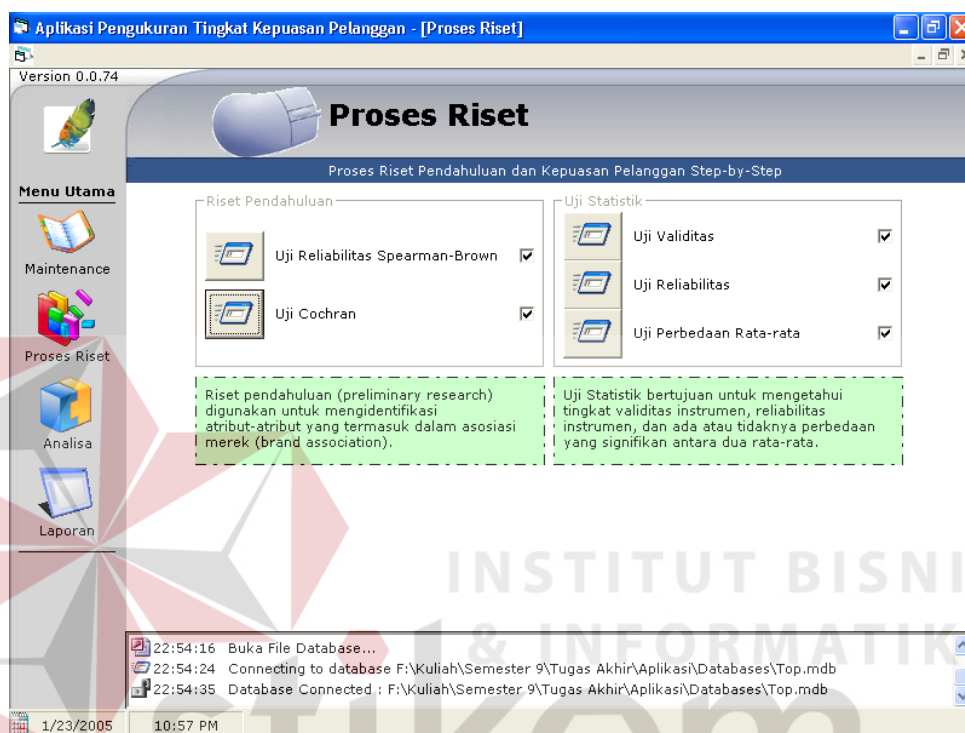 Aplikasi Pengukuran Tingkat Kepuasan Pelanggan - [Proses Riset]
Version 0.0.74
Proses Riset
Proses Riset Pendahuluan dan Kepuasan Pelanggan Step-by-Step
Menu Utama
Maintenance
Proses Riset
Analisa
Laporan
Riset Pendahuluan
Uji Reliabilitas Spearman-Brown
Uji Cochran
Uji Statistik
Uji Validitas
Uji Reliabilitas
Uji Perbedaan Rata-rata
Riset pendahuluan (preliminary research)
digunakan untuk mengidentifikasi
atribut-atribut yang termasuk dalam asosiasi
merek (brand association).
Uji Statistik bertujuan untuk mengetahui
tingkat validitas instrumen, reliabilitas
instrumen, dan ada atau tidaknya perbedaan
yang signifikan antara dua rata-rata.
INSTITUT BISNI
& INFORMATIK
22:54:16 Buka File Database...
22:54:24 Connecting to database F:\Kuliah\Semester 9\Tugas Akhir\Aplikasi\Databases\Top.mdb
22:54:35 Database Connected : F:\Kuliah\Semester 9\Tugas Akhir\Aplikasi\Databases\Top.mdb
1/23/2005 10:57 PM